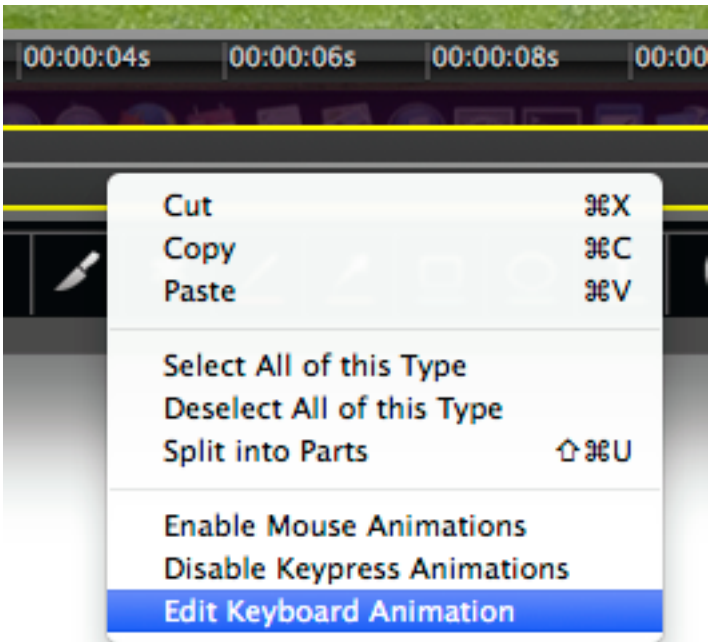 00:00:04s 00:00:06s 00:00:08s 00:00
Cut ⌘X
Copy ⌘C
Paste ⌘V
Select All of this Type
Deselect All of this Type
Split into Parts ⇧⌘U
Enable Mouse Animations
Disable Keypress Animations
Edit Keyboard Animation